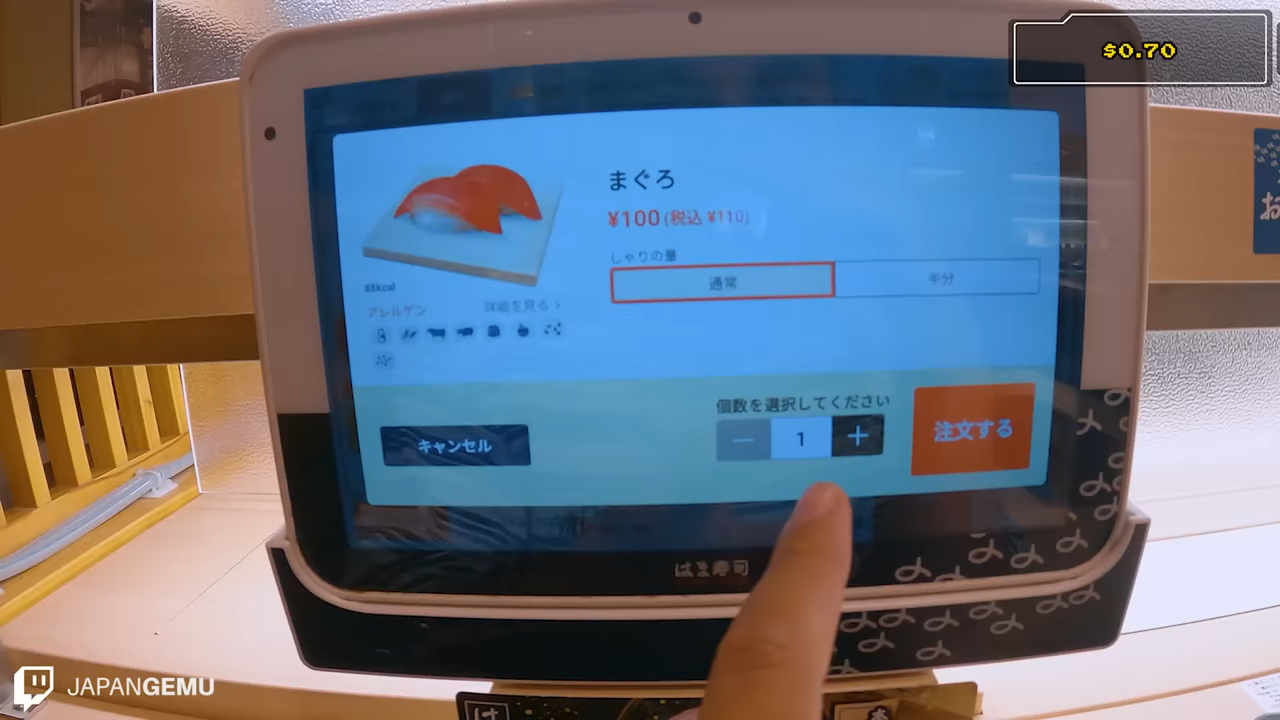 $0.70
まぐろ
¥100(税込 ¥110)
しゃりの量
通常
半分
88kcal
アレルゲン
詳細を見る ›
個数を選択してください
キャンセル
－ 1 ＋
注文する
はま寿司
お
は
JAPANGEMU